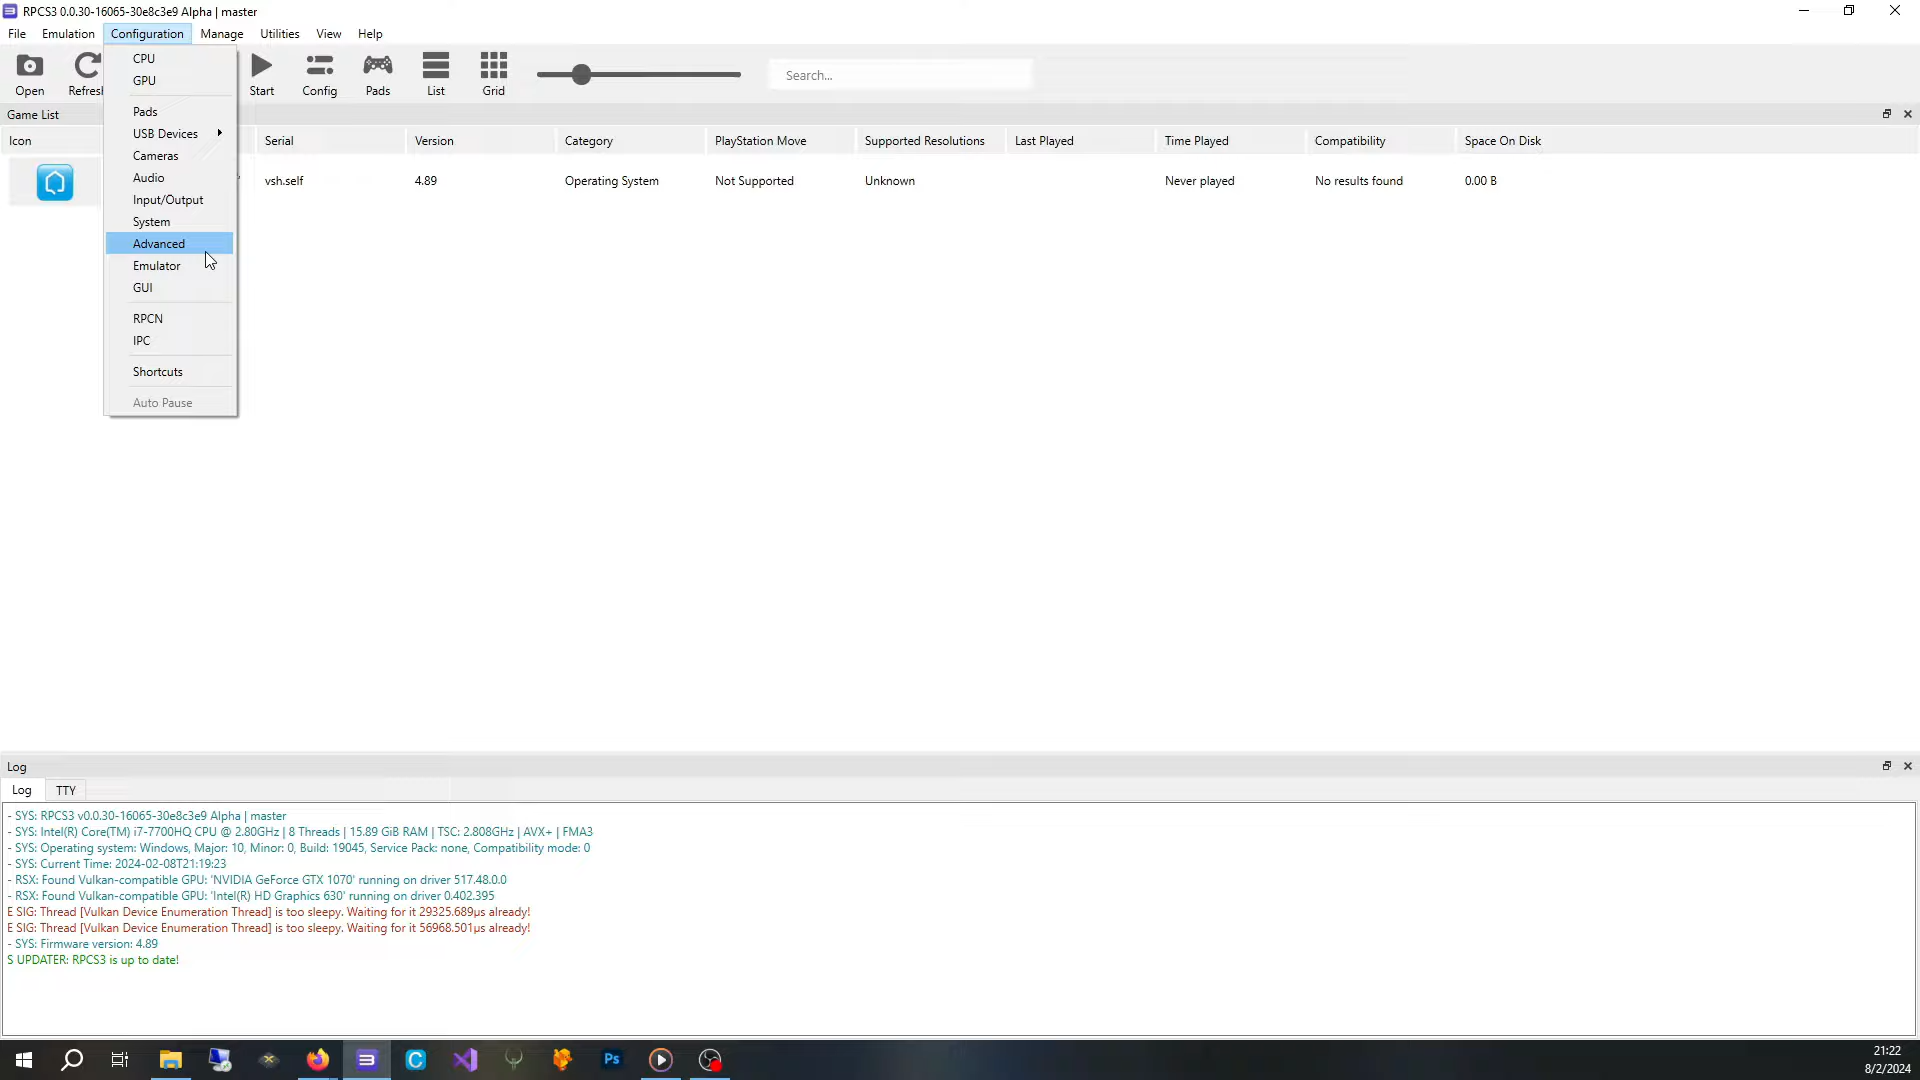 RPCS3 0.0.30-16065-30e8c3e9 Alpha | master
File Emulation Configuration Manage Utilities View Help
Open Refresh Start Config Pads List Grid Search...
CPU
GPU
Pads
USB Devices
Cameras
Audio
Input/Output
System
Advanced
Emulator
GUI
RPCN
IPC
Shortcuts
Auto Pause
Game List
Icon Serial Version Category PlayStation Move Supported Resolutions Last Played Time Played Compatibility Space On Disk
vsh.self 4.89 Operating System Not Supported Unknown Never played No results found 0.00 B
Log
Log TTY
- SYS: RPCS3 v0.0.30-16065-30e8c3e9 Alpha | master
- SYS: Intel(R) Core(TM) i7-7700HQ CPU @ 2.80GHz | 8 Threads | 15.89 GiB RAM | TSC: 2.808GHz | AVX+ | FMA3
- SYS: Operating system: Windows, Major: 10, Minor: 0, Build: 19045, Service Pack: none, Compatibility mode: 0
- SYS: Current Time: 2024-02-08T21:19:23
- RSX: Found Vulkan-compatible GPU: 'NVIDIA GeForce GTX 1070' running on driver 517.48.0.0
- RSX: Found Vulkan-compatible GPU: 'Intel(R) HD Graphics 630' running on driver 0.402.395
E SIG: Thread [Vulkan Device Enumeration Thread] is too sleepy. Waiting for it 29325.689µs already!
E SIG: Thread [Vulkan Device Enumeration Thread] is too sleepy. Waiting for it 56968.501µs already!
- SYS: Firmware version: 4.89
S UPDATER: RPCS3 is up to date!
Ps
21:22
8/2/2024